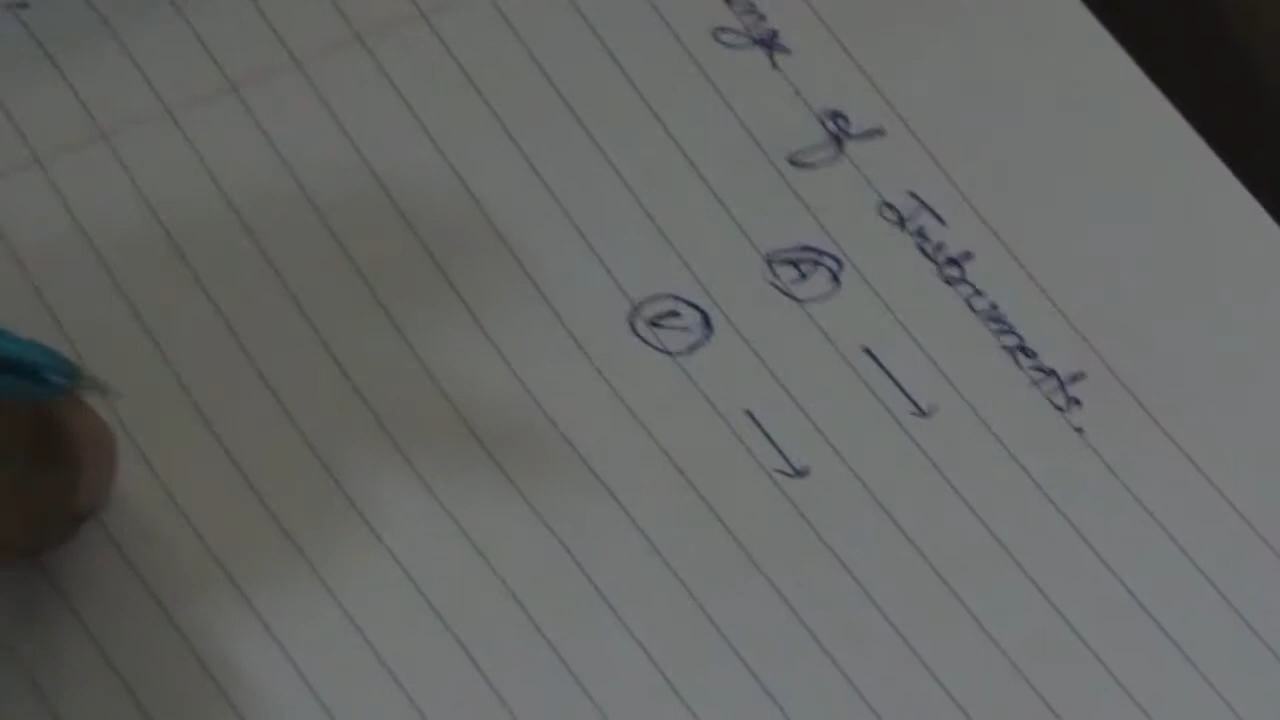 of Instruments.
A →
V →